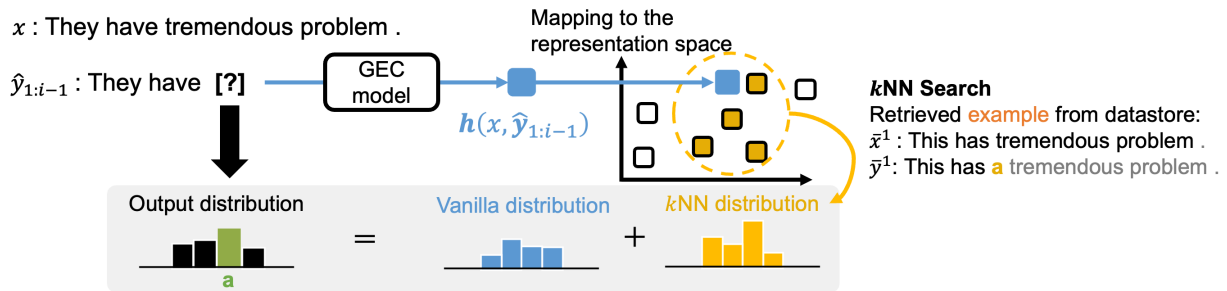 x : They have tremendous problem .
ŷ₁:ᵢ₋₁ : They have [?]
GEC
model
h(x, ŷ₁:ᵢ₋₁)
Mapping to the
representation space
kNN Search
Retrieved example from datastore:
x̄¹ : This has tremendous problem .
ȳ¹: This has a tremendous problem .
Output distribution
a
=
Vanilla distribution
+
kNN distribution